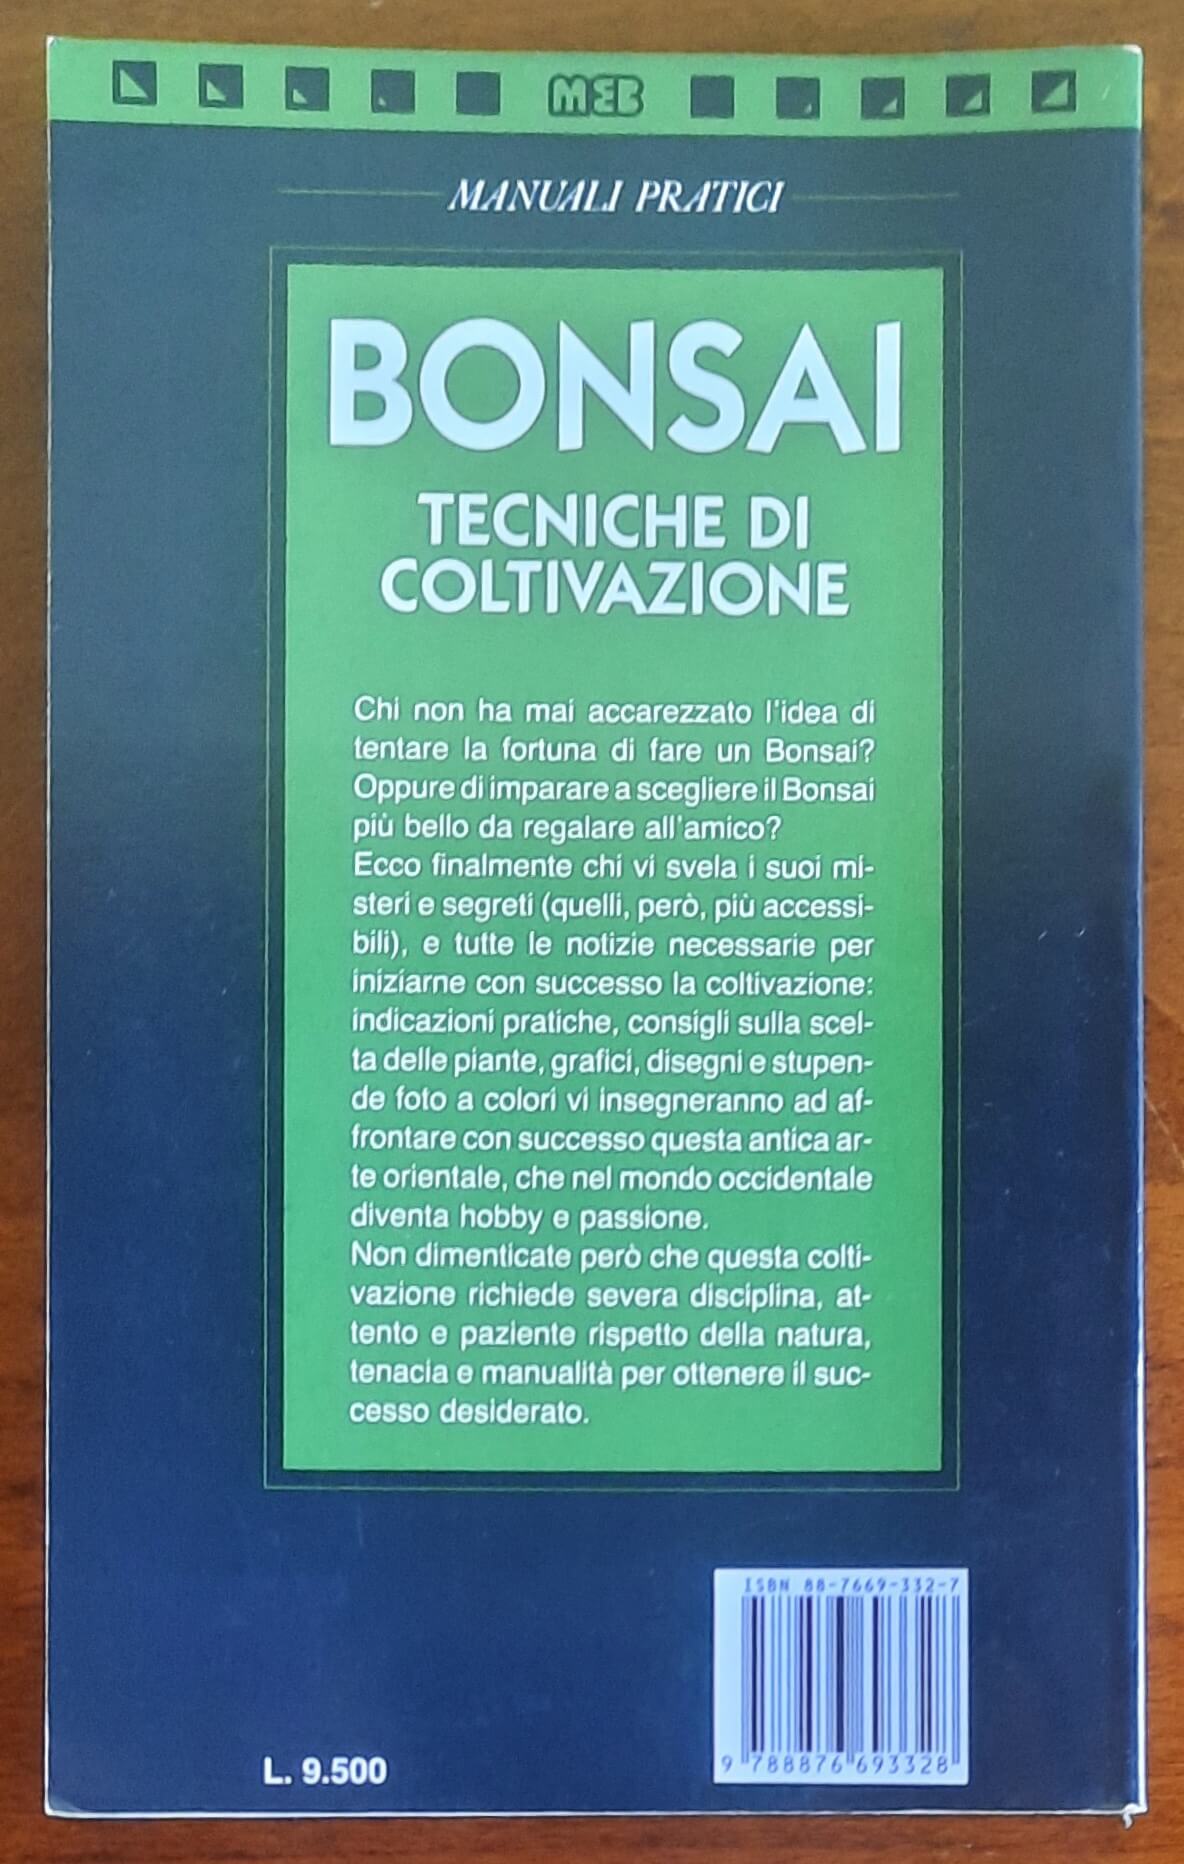 MEB
MANUALI PRATICI
BONSAI
TECNICHE DI
COLTIVAZIONE
Chi non ha mai accarezzato l'idea di
tentare la fortuna di fare un Bonsai?
Oppure di imparare a scegliere il Bonsai
più bello da regalare all'amico?
Ecco finalmente chi vi svela i suoi mi-
steri e segreti (quelli, però, più accessi-
bili), e tutte le notizie necessarie per
iniziarne con successo la coltivazione:
indicazioni pratiche, consigli sulla scel-
ta delle piante, grafici, disegni e stupen-
de foto a colori vi insegneranno ad af-
frontare con successo questa antica ar-
te orientale, che nel mondo occidentale
diventa hobby e passione.
Non dimenticate però che questa colti-
vazione richiede severa disciplina, at-
tento e paziente rispetto della natura,
tenacia e manualità per ottenere il suc-
cesso desiderato.
ISBN 88-7669-332-7
9 788876 693328
L. 9.500